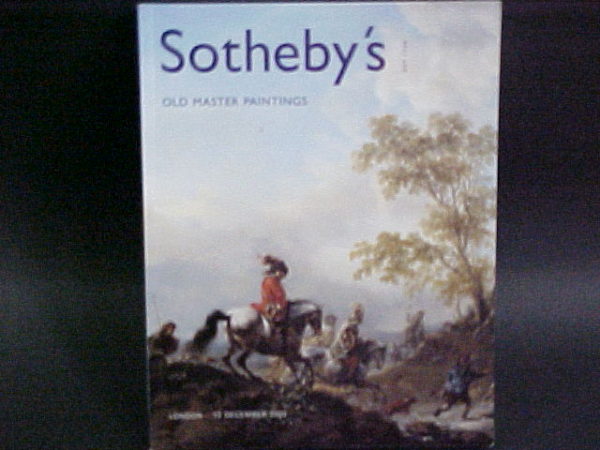 Sotheby's
OLD MASTER PAINTINGS
LONDON DECEMBER